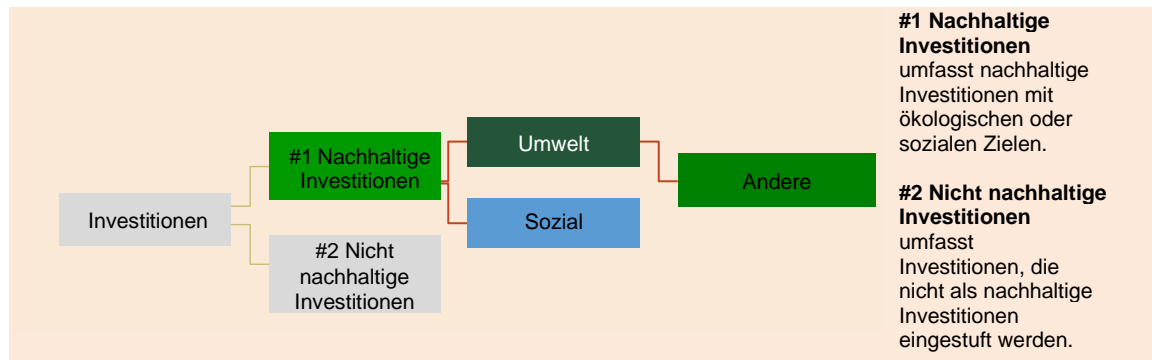 Investitionen
#1 Nachhaltige
Investitionen
#2 Nicht
nachhaltige
Investitionen
Umwelt
Sozial
Andere
#1 Nachhaltige
Investitionen
umfasst nachhaltige
Investitionen mit
ökologischen oder
sozialen Zielen.
#2 Nicht nachhaltige
Investitionen
umfasst
Investitionen, die
nicht als nachhaltige
Investitionen
eingestuft werden.